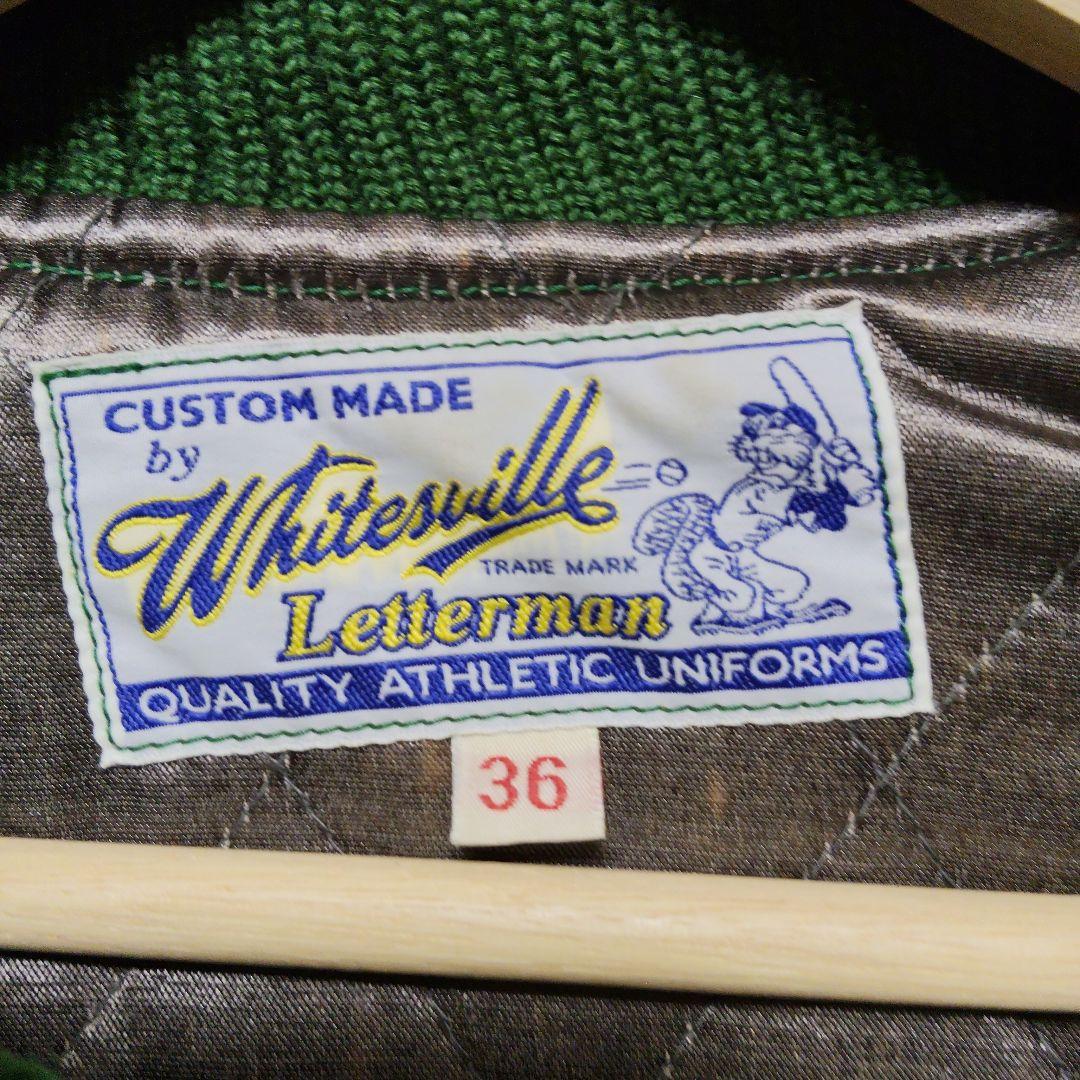 CUSTOM MADE
by
Whitesville
TRADE MARK
Letterman
QUALITY ATHLETIC UNIFORMS
36